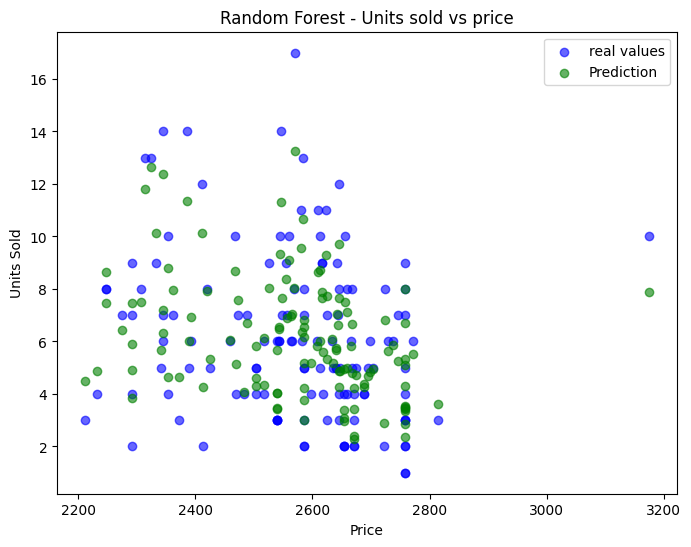 Random Forest - Units sold vs price
real values
Prediction
16
14
12
10
8
6
4
2
Units Sold
2200 2400 2600 2800 3000 3200
Price